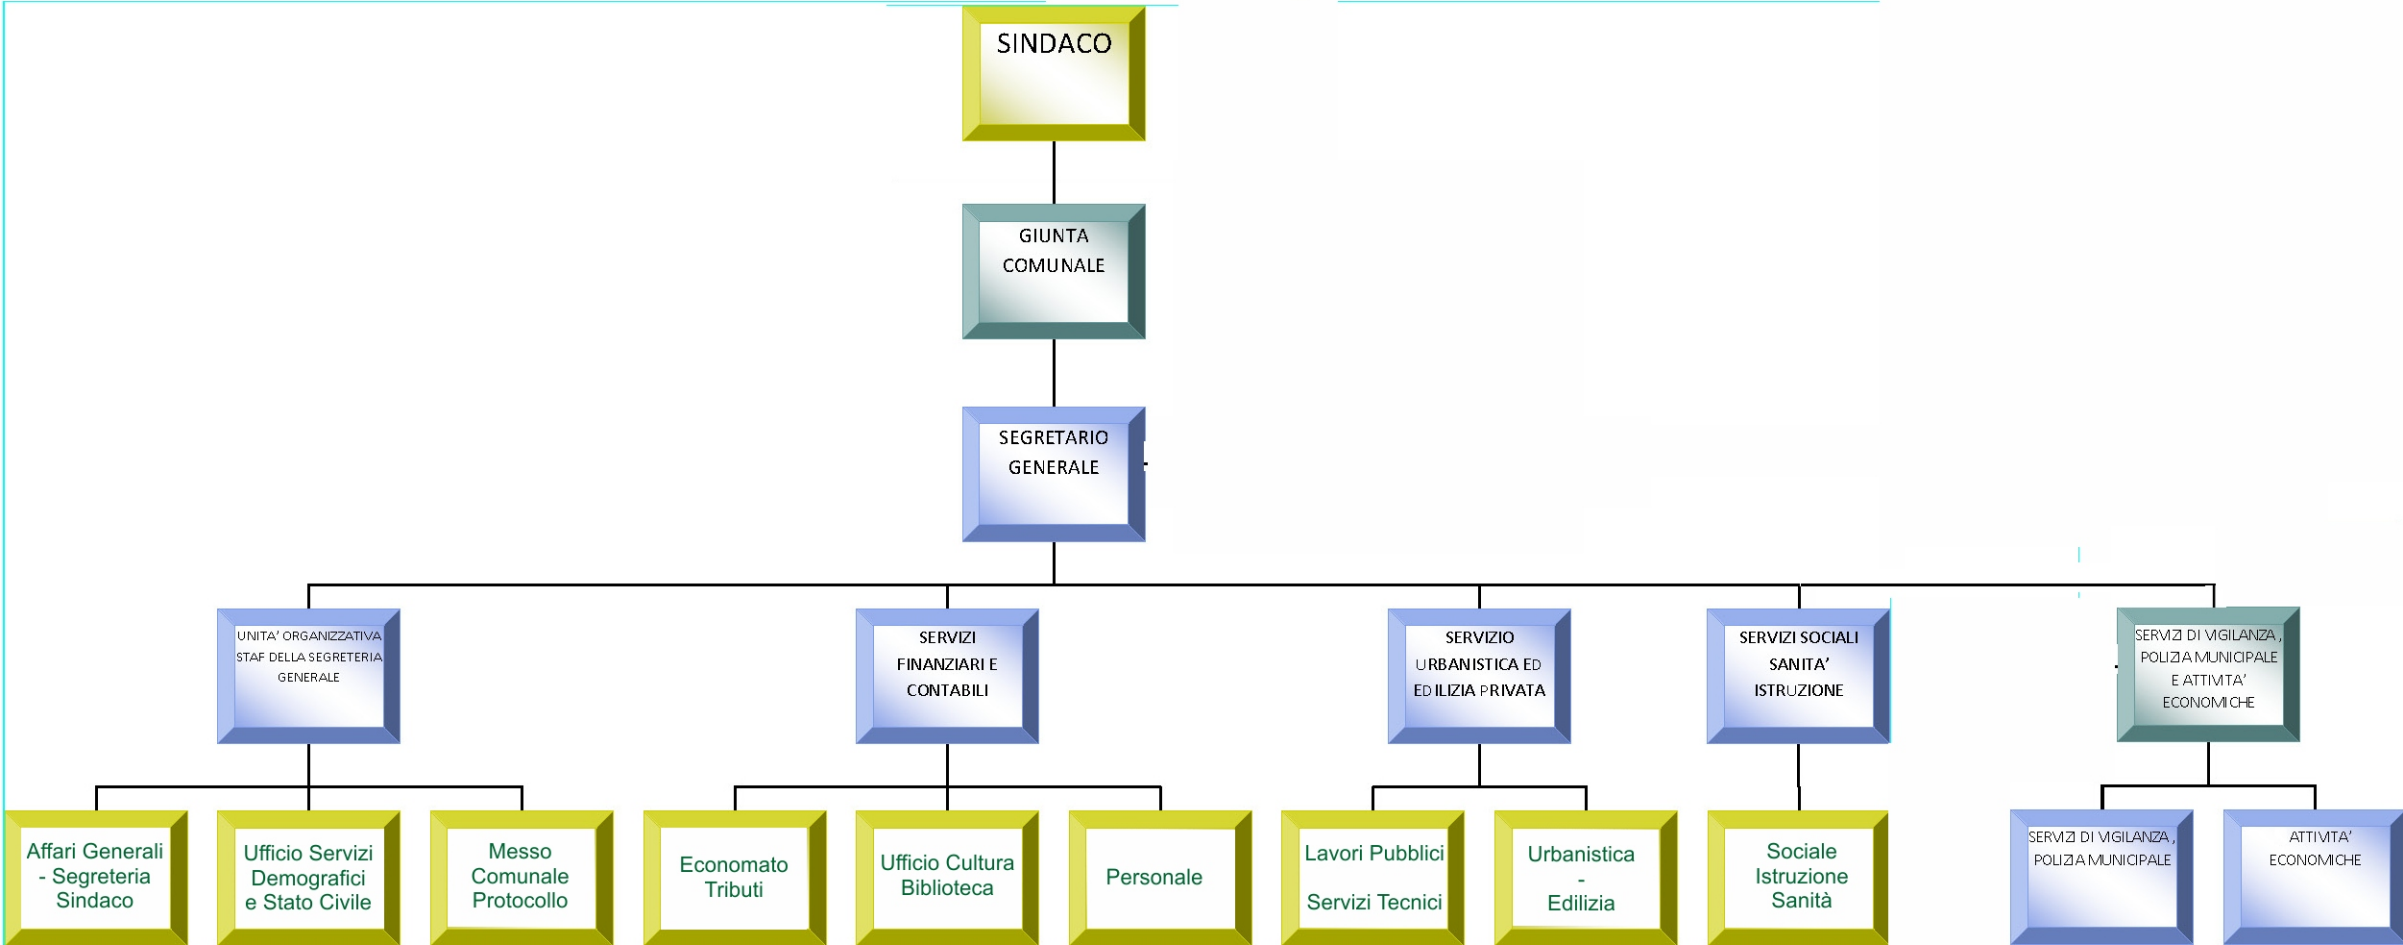 SINDACO
GIUNTA
COMUNALE
SEGRETARIO
GENERALE
UNITA’ ORGANIZZATIVA
STAF DELLA SEGRETERIA
GENERALE
SERVIZI
FINANZIARI E
CONTABILI
SERVIZIO
URBANISTICA ED
EDILIZIA PRIVATA
SERVIZI SOCIALI
SANITA’
ISTRUZIONE
SERVIZI DI VIGILANZA,
POLIZIA MUNICIPALE
E ATTIVITA’
ECONOMICHE
Affari Generali
- Segreteria
Sindaco
Ufficio Servizi
Demografici
e Stato Civile
Messo
Comunale
Protocollo
Economato
Tributi
Ufficio Cultura
Biblioteca
Personale
Lavori Pubblici
Servizi Tecnici
Urbanistica
-
Edilizia
Sociale
Istruzione
Sanità
SERVIZI DI VIGILANZA,
POLIZIA MUNICIPALE
ATTIVITA’
ECONOMICHE